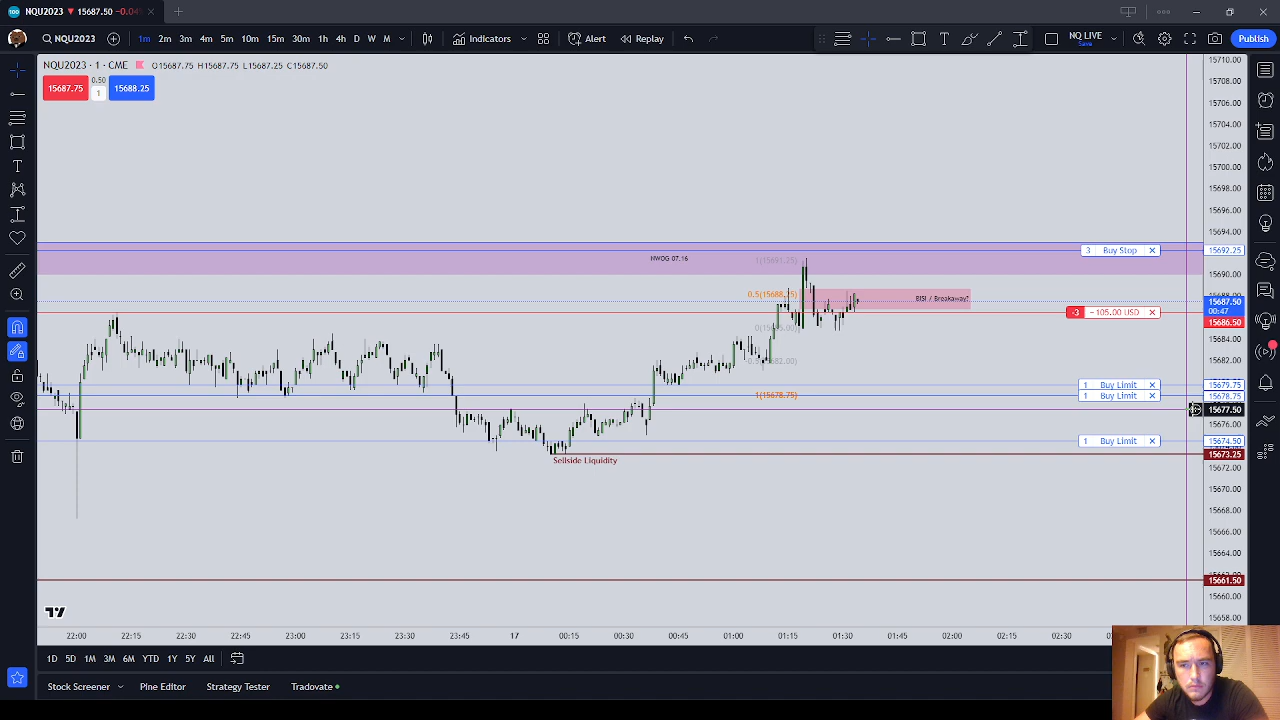 NQU2023 15687.50 −0.04
NQU2023 1m 2m 3m 4m 5m 10m 15m 30m 1h 4h D W M Indicators Alert Replay NQ LIVE Save Publish
NQU2023 · 1 · CME O15687.75 H15687.75 L15687.25 C15687.50
15687.75 0.50 1 15688.25
15710.00
15708.00
15706.00
15704.00
15702.00
15700.00
15698.00
15696.00
15694.00
3 Buy Stop 15692.25
NWOG 07.16 1(15691.25)
15690.00
0.5(15688.25) BISI / Breakaway?
15687.50
00:47
-3 −105.00 USD
15686.50
15684.00
15682.00
1 Buy Limit 15679.75
1(15678.75) 1 Buy Limit 15678.75
15677.50
15676.00
1 Buy Limit 15674.50
Sellside Liquidity 15673.25
15672.00
15670.00
15668.00
15666.00
15664.00
15661.50
15660.00
15658.00
22:00 22:15 22:30 22:45 23:00 23:15 23:30 23:45 17 00:15 00:30 00:45 01:00 01:15 01:30 01:45 02:00 02:15 02:30
1D 5D 1M 3M 6M YTD 1Y 5Y All
Stock Screener Pine Editor Strategy Tester Tradovate